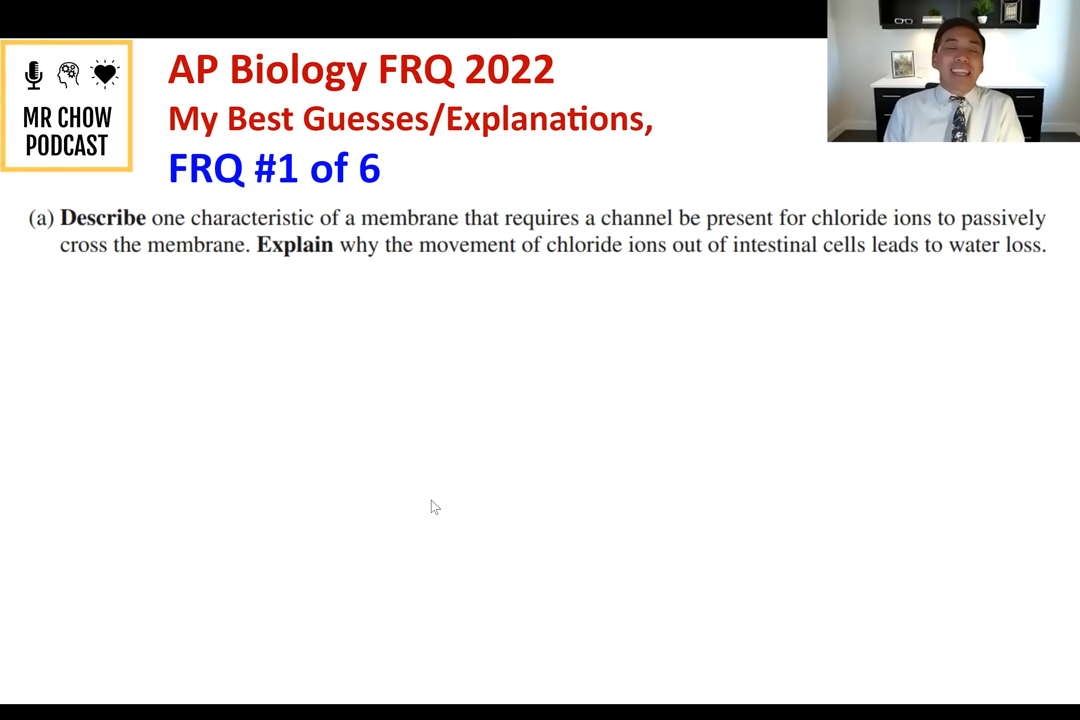 MR CHOW
PODCAST
AP Biology FRQ 2022
My Best Guesses/Explanations,
FRQ #1 of 6
(a) Describe one characteristic of a membrane that requires a channel be present for chloride ions to passively
cross the membrane. Explain why the movement of chloride ions out of intestinal cells leads to water loss.